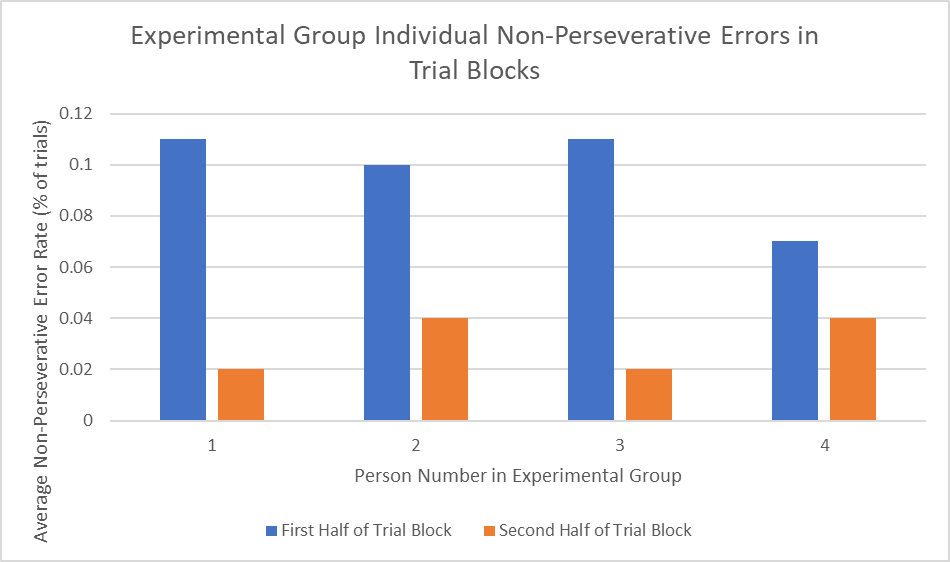 Experimental Group Individual Non-Perseverative Errors in
Trial Blocks
Average Non-Perseverative Error Rate (% of trials)
0.12
0.1
0.08
0.06
0.04
0.02
0
1 2 3 4
Person Number in Experimental Group
First Half of Trial Block Second Half of Trial Block